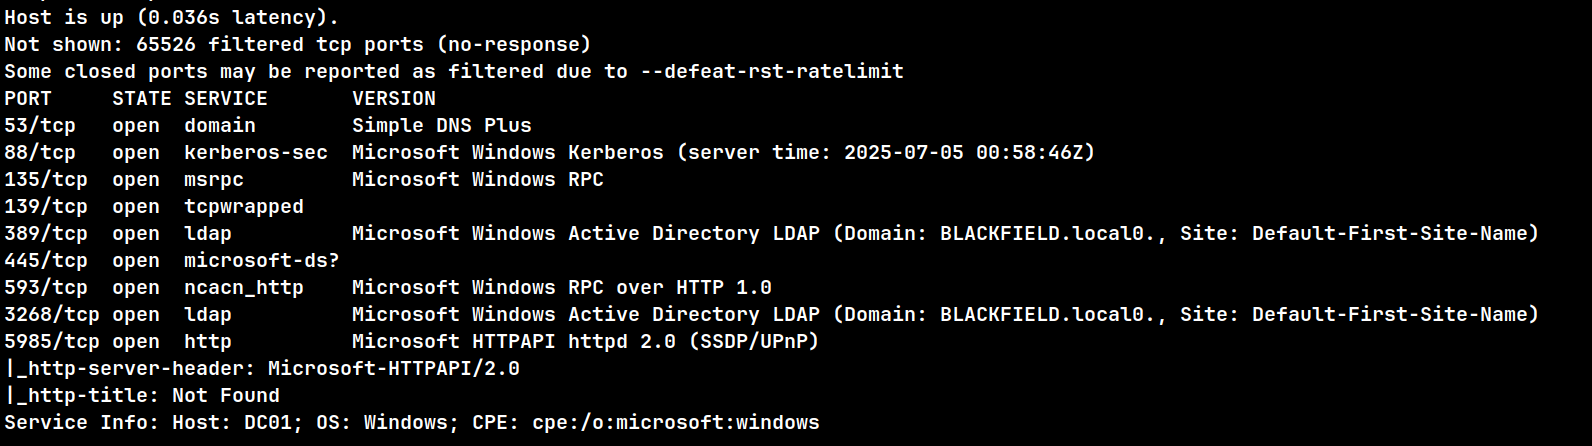 Host is up (0.036s latency).
Not shown: 65526 filtered tcp ports (no-response)
Some closed ports may be reported as filtered due to --defeat-rst-ratelimit
PORT     STATE SERVICE       VERSION
53/tcp   open  domain        Simple DNS Plus
88/tcp   open  kerberos-sec  Microsoft Windows Kerberos (server time: 2025-07-05 00:58:46Z)
135/tcp  open  msrpc         Microsoft Windows RPC
139/tcp  open  tcpwrapped
389/tcp  open  ldap          Microsoft Windows Active Directory LDAP (Domain: BLACKFIELD.local0., Site: Default-First-Site-Name)
445/tcp  open  microsoft-ds?
593/tcp  open  ncacn_http    Microsoft Windows RPC over HTTP 1.0
3268/tcp open  ldap          Microsoft Windows Active Directory LDAP (Domain: BLACKFIELD.local0., Site: Default-First-Site-Name)
5985/tcp open  http          Microsoft HTTPAPI httpd 2.0 (SSDP/UPnP)
|_http-server-header: Microsoft-HTTPAPI/2.0
|_http-title: Not Found
Service Info: Host: DC01; OS: Windows; CPE: cpe:/o:microsoft:windows